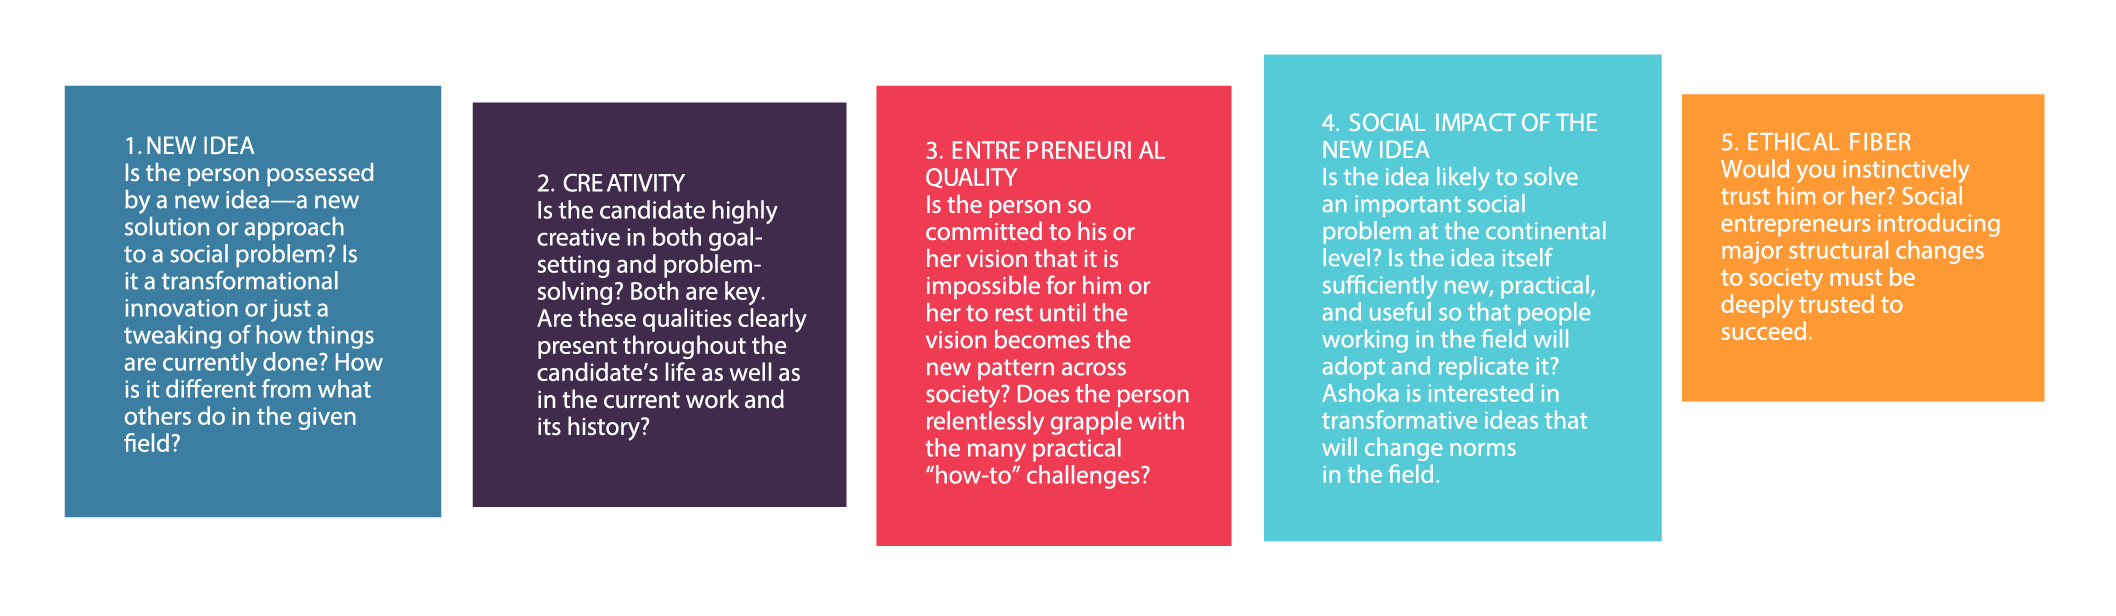 1. NEW IDEA
Is the person possessed
by a new idea—a new
solution or approach
to a social problem? Is
it a transformational
innovation or just a
tweaking of how things
are currently done? How
is it different from what
others do in the given
field?
2. CREATIVITY
Is the candidate highly
creative in both goal-
setting and problem-
solving? Both are key.
Are these qualities clearly
present throughout the
candidate’s life as well as
in the current work and
its history?
3. ENTREPRENEURIAL
QUALITY
Is the person so
committed to his or
her vision that it is
impossible for him or
her to rest until the
vision becomes the
new pattern across
society? Does the person
relentlessly grapple with
the many practical
“how-to” challenges?
4. SOCIAL IMPACT OF THE
NEW IDEA
Is the idea likely to solve
an important social
problem at the continental
level? Is the idea itself
sufficiently new, practical,
and useful so that people
working in the field will
adopt and replicate it?
Ashoka is interested in
transformative ideas that
will change norms
in the field.
5. ETHICAL FIBER
Would you instinctively
trust him or her? Social
entrepreneurs introducing
major structural changes
to society must be
deeply trusted to
succeed.